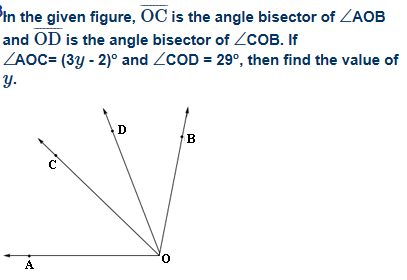 In the given figure, OC is the angle bisector of ∠AOB
and OD is the angle bisector of ∠COB. If
∠AOC= (3y - 2)° and ∠COD = 29°, then find the value of
y.
D
B
C
O
A